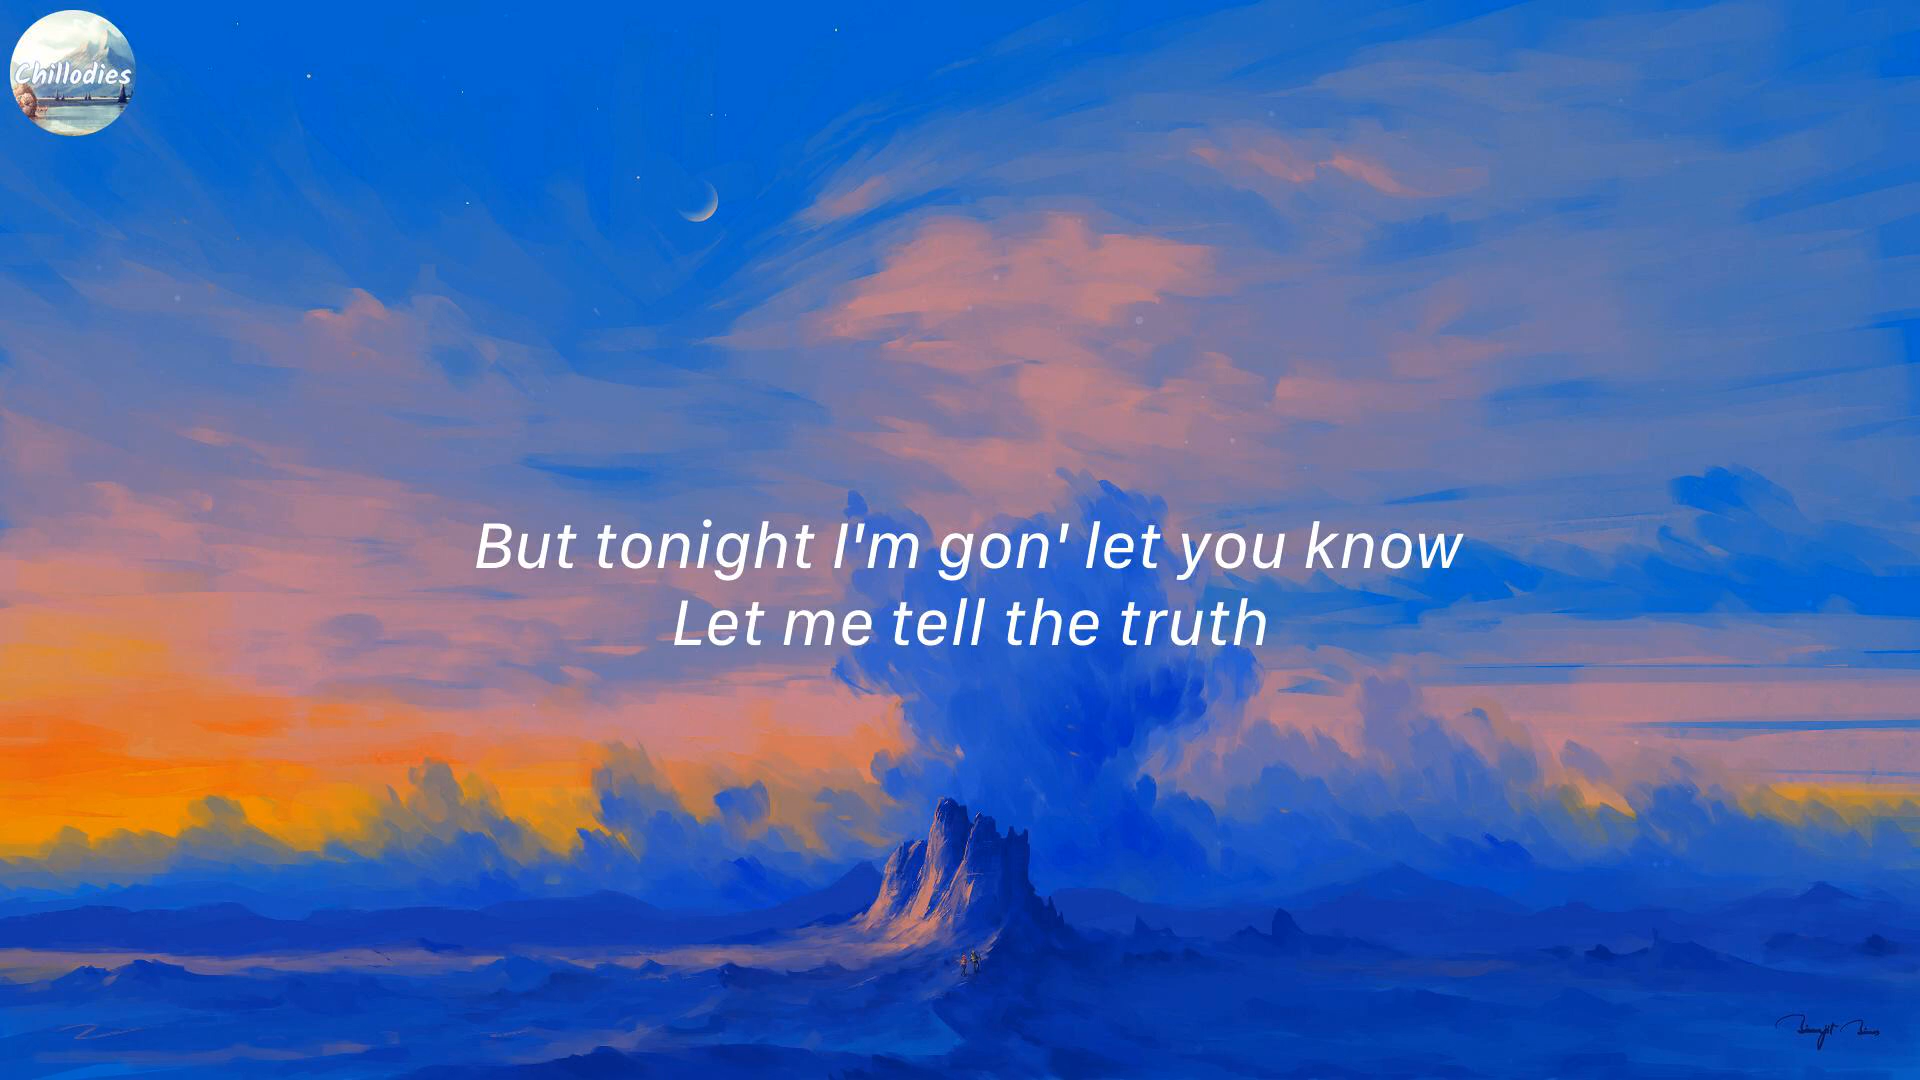 Chillodies
But tonight I'm gon' let you know
Let me tell the truth